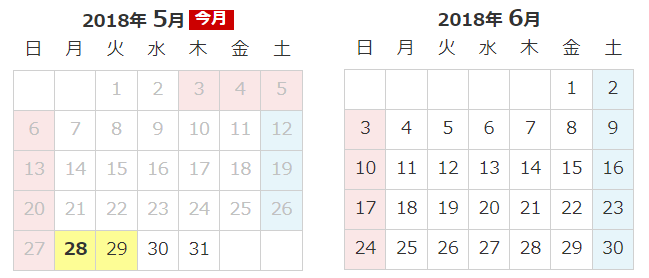 2018年 5月 今月
日 月 火 水 木 金 土
1 2 3 4 5
6 7 8 9 10 11 12
13 14 15 16 17 18 19
20 21 22 23 24 25 26
27 28 29 30 31
2018年 6月
日 月 火 水 木 金 土
1 2
3 4 5 6 7 8 9
10 11 12 13 14 15 16
17 18 19 20 21 22 23
24 25 26 27 28 29 30